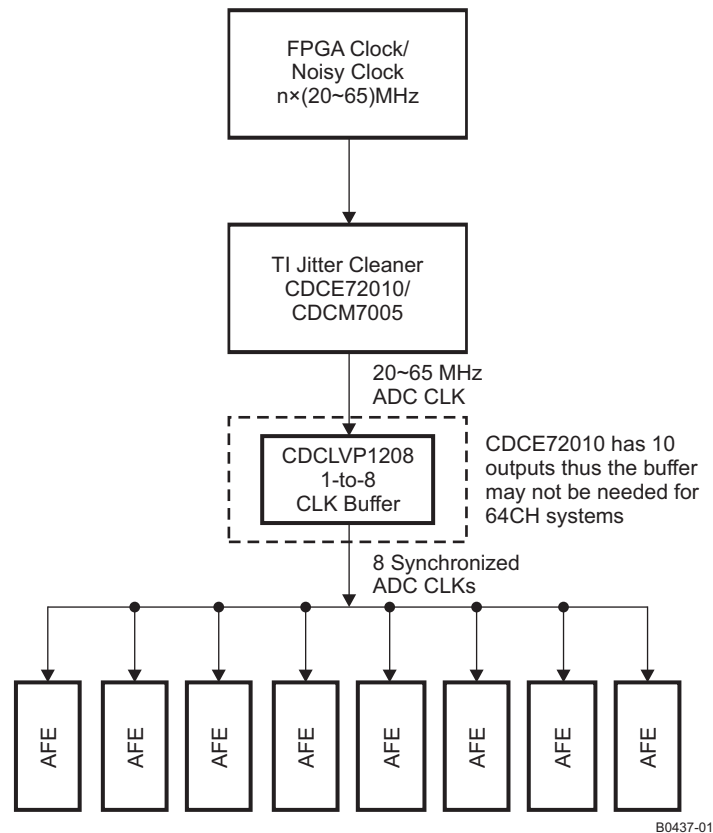 FPGA Clock/
Noisy Clock
n×(20~65)MHz
TI Jitter Cleaner
CDCE72010/
CDCM7005
20~65 MHz
ADC CLK
CDCLVP1208
1-to-8
CLK Buffer
CDCE72010 has 10
outputs thus the buffer
may not be needed for
64CH systems
8 Synchronized
ADC CLKs
AFE
AFE
AFE
AFE
AFE
AFE
AFE
AFE
B0437-01